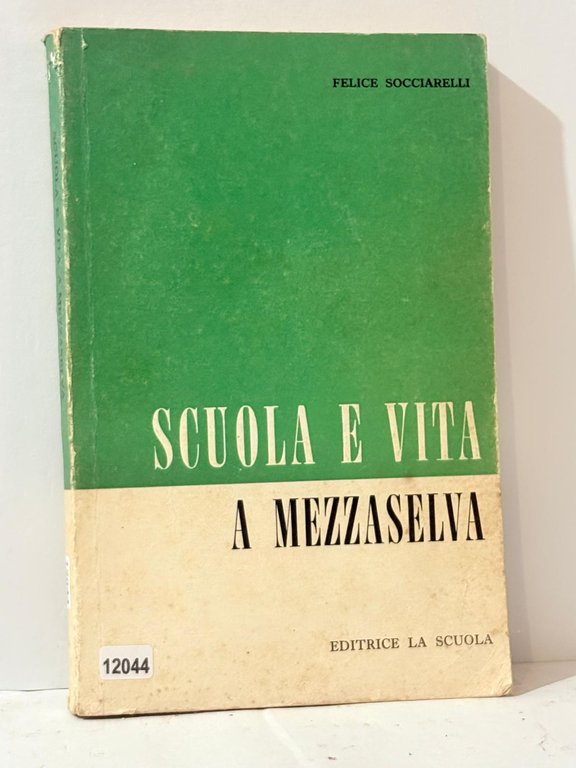 FELICE SOCCIARELLI
SCUOLA E VITA
A MEZZASELVA
EDITRICE LA SCUOLA
12044